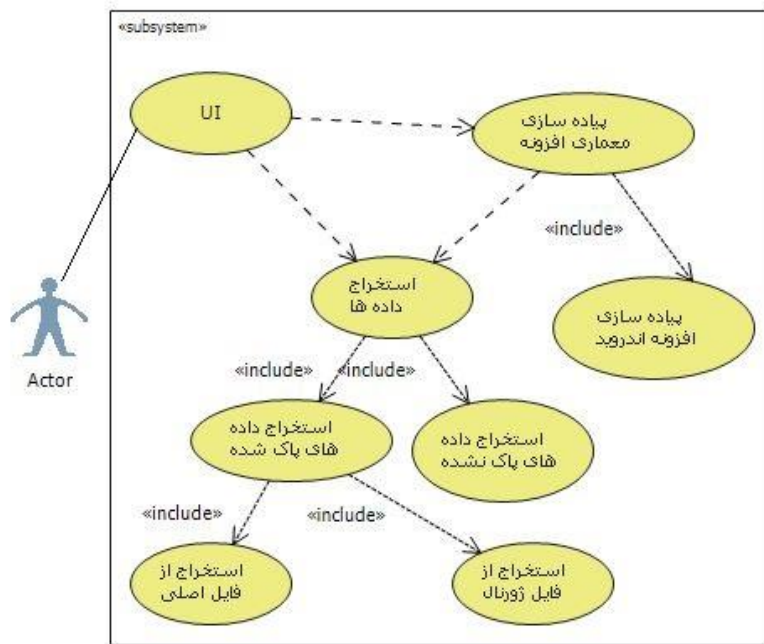 «subsystem»
UI
پیاده سازی
معماری افزونه
«include»
استخراج
داده ها
پیاده سازی
افزونه اندروید
Actor
«include»
«include»
استخراج داده
های پاک شده
استخراج داده
های پاک نشده
«include»
«include»
استخراج از
فایل اصلی
استخراج از
فایل ژورنال